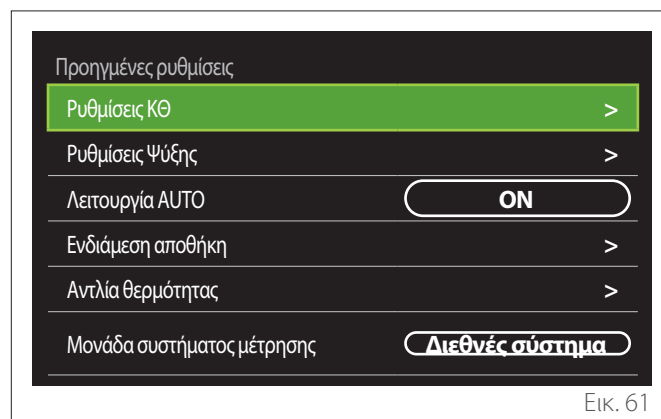 Προηγμένες ρυθμίσεις
Ρυθμίσεις ΚΘ >
Ρυθμίσεις Ψύξης >
Λειτουργία AUTO ON
Ενδιάμεση αποθήκη >
Αντλία θερμότητας >
Μονάδα συστήματος μέτρησης Διεθνές σύστημα
Εικ. 61